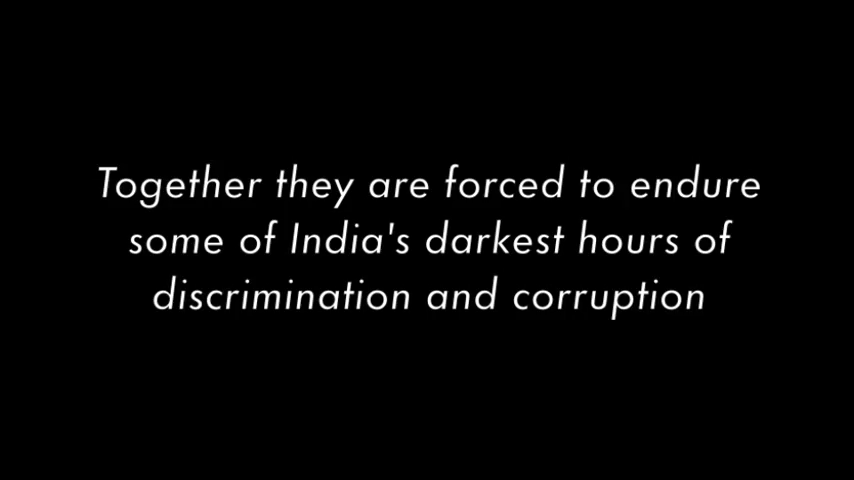 Together they are forced to endure
some of India's darkest hours of
discrimination and corruption